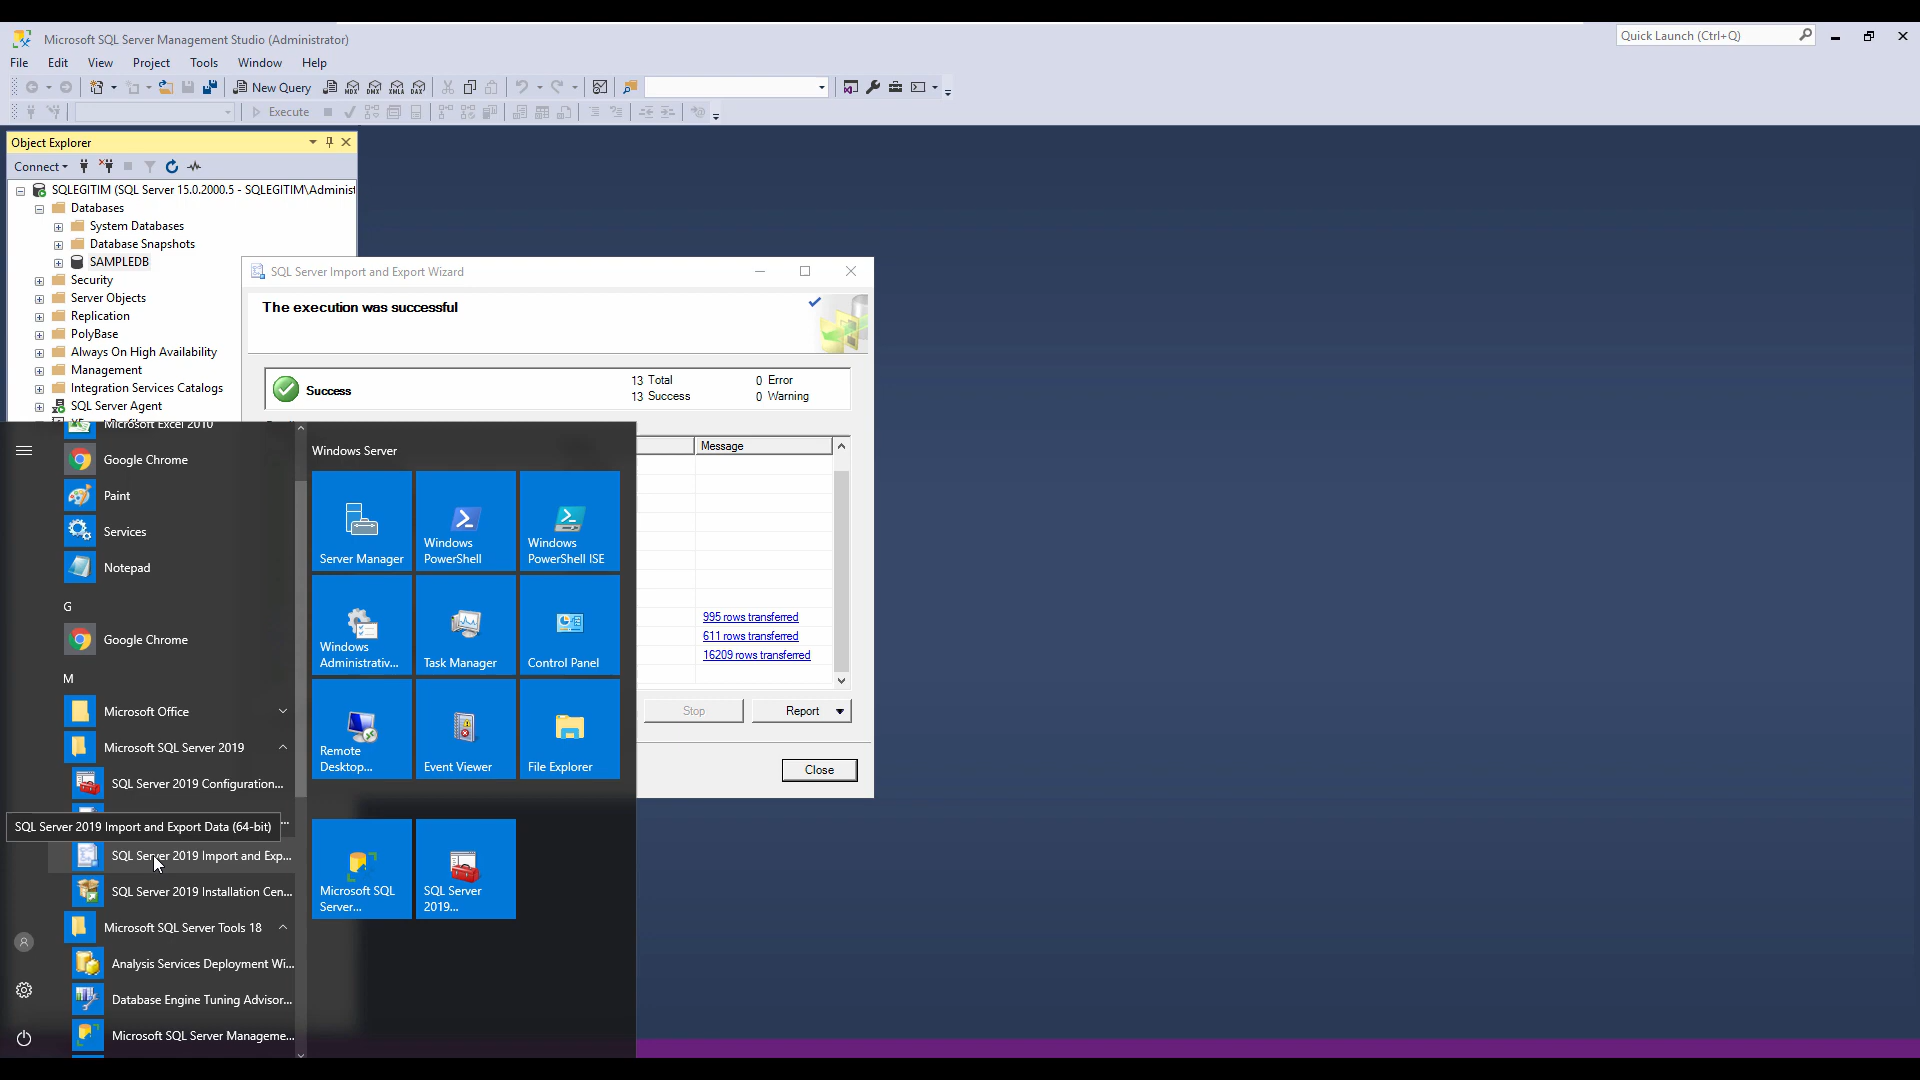 Microsoft SQL Server Management Studio (Administrator)
Quick Launch (Ctrl+Q)
File Edit View Project Tools Window Help
New Query
MDX DMX XMLA DAX
Execute
Object Explorer
Connect
SQLEGITIM (SQL Server 15.0.2000.5 - SQLEGITIM\Administ
Databases
System Databases
Database Snapshots
SAMPLEDB
Security
Server Objects
Replication
PolyBase
Always On High Availability
Management
Integration Services Catalogs
SQL Server Agent
SQL Server Import and Export Wizard
The execution was successful
Success
13 Total 0 Error
13 Success 0 Warning
Message
995 rows transferred
611 rows transferred
16209 rows transferred
Stop Report
Close
Microsoft Excel 2010
Google Chrome
Paint
Services
Notepad
G
Google Chrome
M
Microsoft Office
Microsoft SQL Server 2019
SQL Server 2019 Configuration...
...
SQL Server 2019 Import and Export Data (64-bit)
SQL Server 2019 Import and Exp...
SQL Server 2019 Installation Cen...
Microsoft SQL Server Tools 18
Analysis Services Deployment Wi...
Database Engine Tuning Advisor...
Microsoft SQL Server Manageme...
Windows Server
Server Manager
Windows
PowerShell
Windows
PowerShell ISE
Windows
Administrativ...
Task Manager
Control Panel
Remote
Desktop...
Event Viewer
File Explorer
Microsoft SQL
Server...
SQL Server
2019...